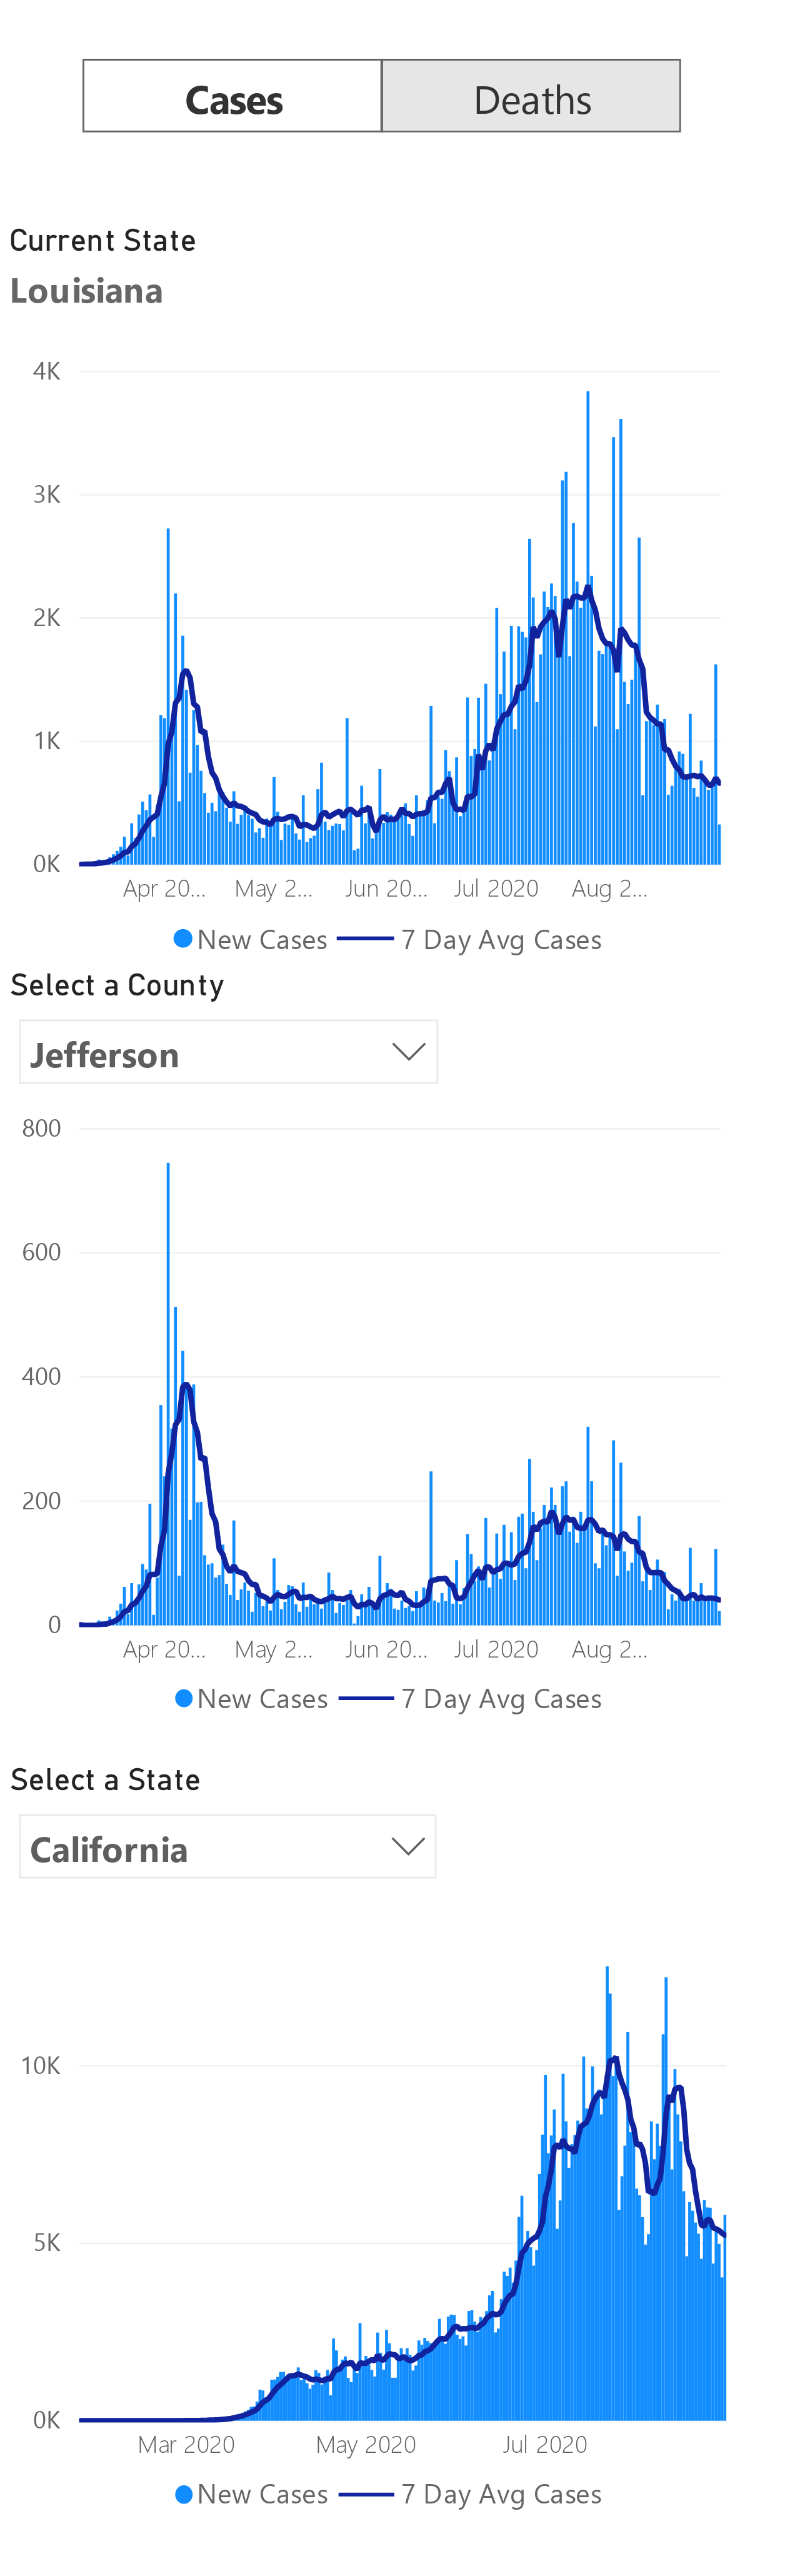 Cases Deaths
Current State
Louisiana
4K
3K
2K
1K
0K
Apr 20... May 2... Jun 20... Jul 2020 Aug 2...
New Cases 7 Day Avg Cases
Select a County
Jefferson
800
600
400
200
0
Apr 20... May 2... Jun 20... Jul 2020 Aug 2...
New Cases 7 Day Avg Cases
Select a State
California
10K
5K
0K
Mar 2020 May 2020 Jul 2020
New Cases 7 Day Avg Cases